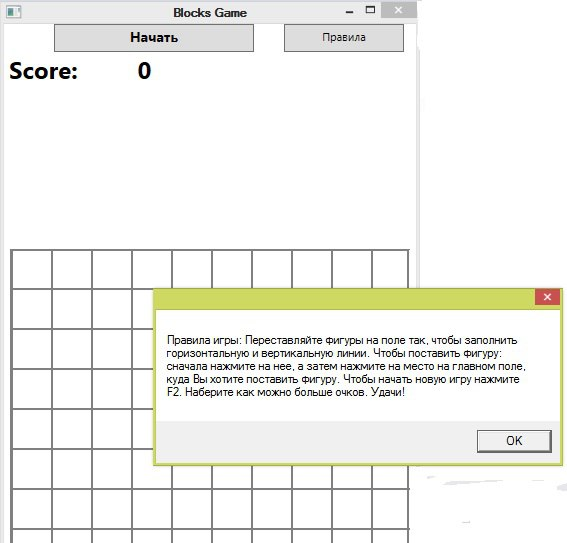 Blocks Game
Начать
Правила
Score: 0
Правила игры: Переставляйте фигуры на поле так, чтобы заполнить
горизонтальную и вертикальную линии. Чтобы поставить фигуру:
сначала нажмите на нее, а затем нажмите на место на главном поле,
куда Вы хотите поставить фигуру. Чтобы начать новую игру нажмите
F2. Наберите как можно больше очков. Удачи!
OK